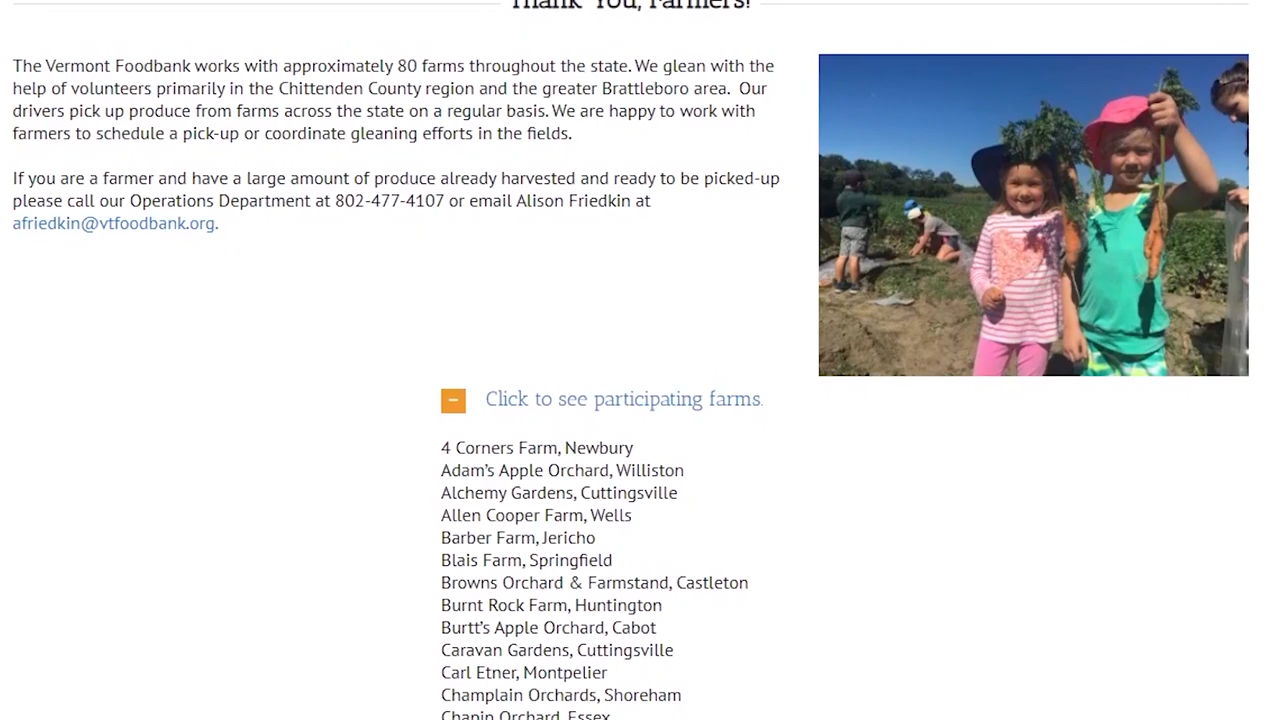 Thank You, Farmers!
The Vermont Foodbank works with approximately 80 farms throughout the state. We glean with the
help of volunteers primarily in the Chittenden County region and the greater Brattleboro area. Our
drivers pick up produce from farms across the state on a regular basis. We are happy to work with
farmers to schedule a pick-up or coordinate gleaning efforts in the fields.
If you are a farmer and have a large amount of produce already harvested and ready to be picked-up
please call our Operations Department at 802-477-4107 or email Alison Friedkin at
afriedkin@vtfoodbank.org.
Click to see participating farms.
4 Corners Farm, Newbury
Adam's Apple Orchard, Williston
Alchemy Gardens, Cuttingsville
Allen Cooper Farm, Wells
Barber Farm, Jericho
Blais Farm, Springfield
Browns Orchard & Farmstand, Castleton
Burnt Rock Farm, Huntington
Burtt's Apple Orchard, Cabot
Caravan Gardens, Cuttingsville
Carl Etner, Montpelier
Champlain Orchards, Shoreham
Chapin Orchard, Essex